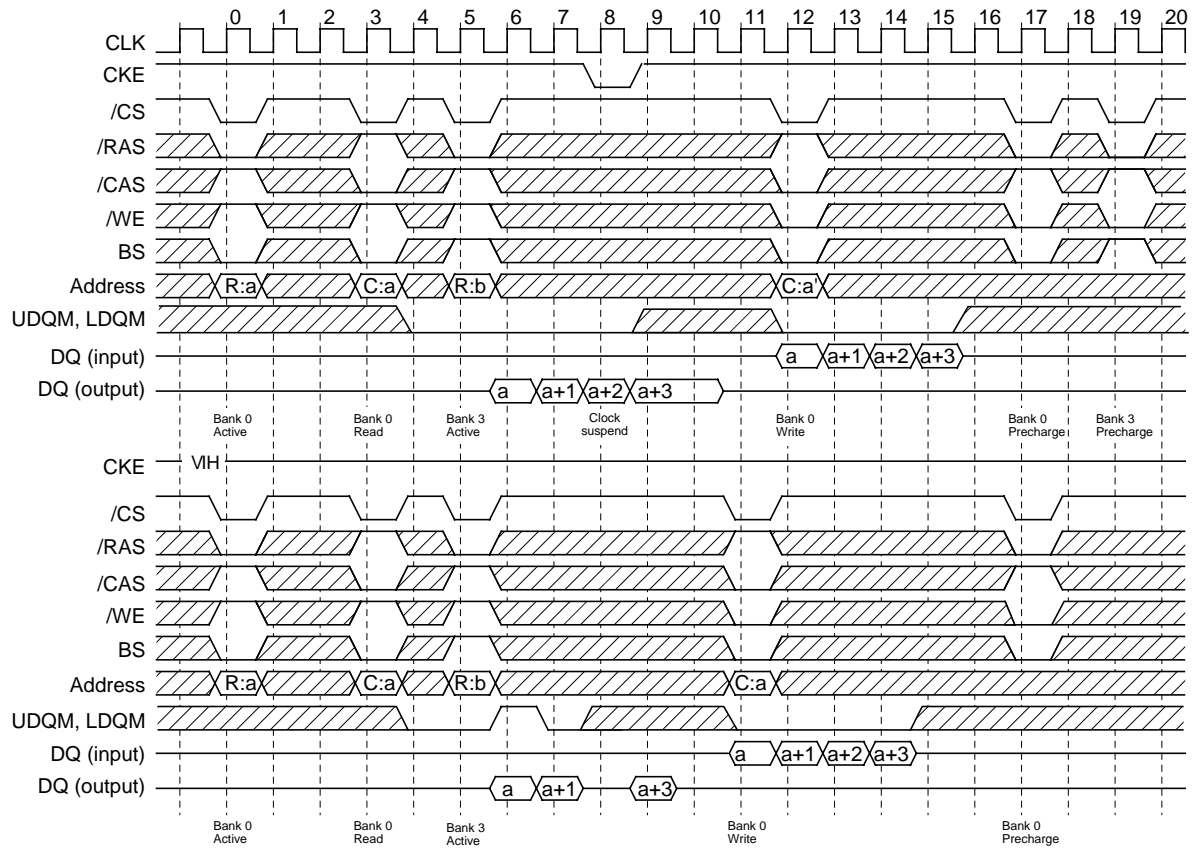 0 1 2 3 4 5 6 7 8 9 10 11 12 13 14 15 16 17 18 19 20
CLK
CKE
/CS
/RAS
/CAS
/WE
BS
Address R:a C:a R:b C:a'
UDQM, LDQM
DQ (input) a a+1 a+2 a+3
DQ (output) a a+1 a+2 a+3
Bank 0 Bank 0 Bank 3 Clock Bank 0 Bank 0 Bank 3
Active Read Active suspend Write Precharge Precharge
CKE VIH
/CS
/RAS
/CAS
/WE
BS
Address R:a C:a R:b C:a
UDQM, LDQM
DQ (input) a a+1 a+2 a+3
DQ (output) a a+1 a+3
Bank 0 Bank 0 Bank 3 Bank 0 Bank 0
Active Read Active Write Precharge